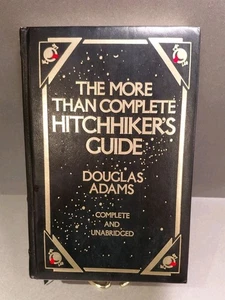 THE MORE
THAN COMPLETE
HITCHHIKER'S
GUIDE
DOUGLAS
ADAMS
COMPLETE
AND
UNABRIDGED